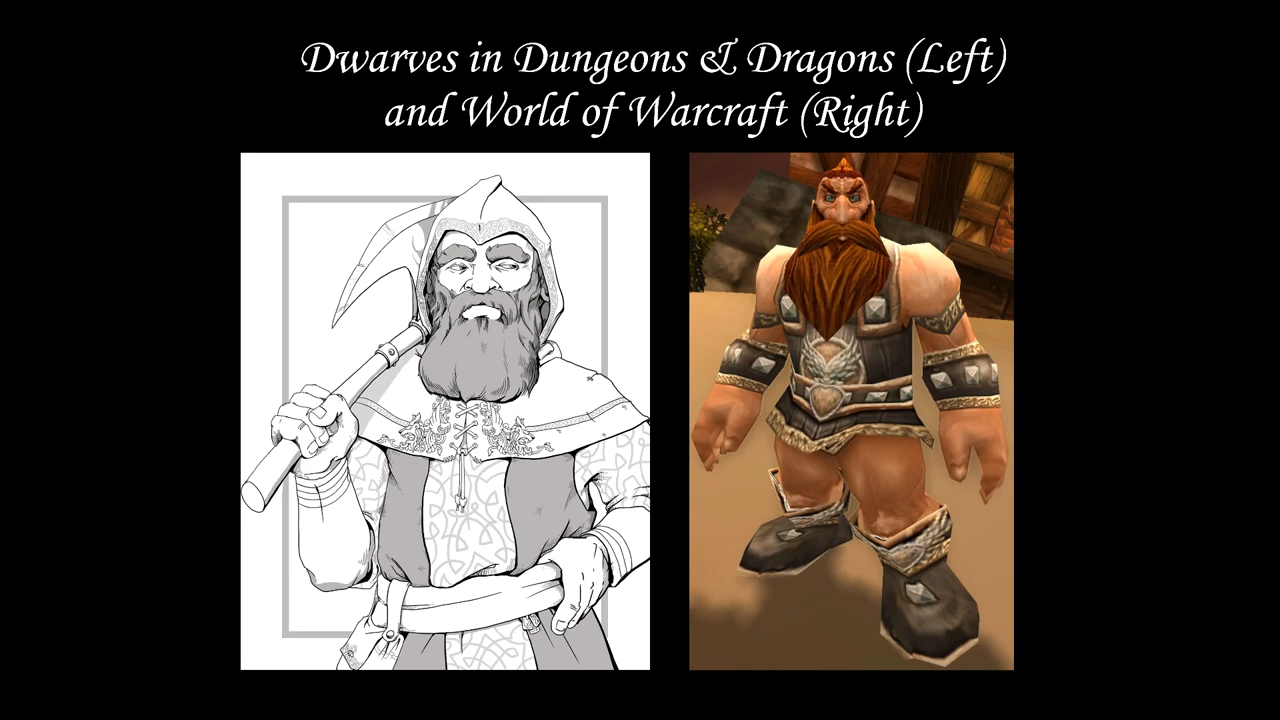 Dwarves in Dungeons & Dragons (Left)
and World of Warcraft (Right)